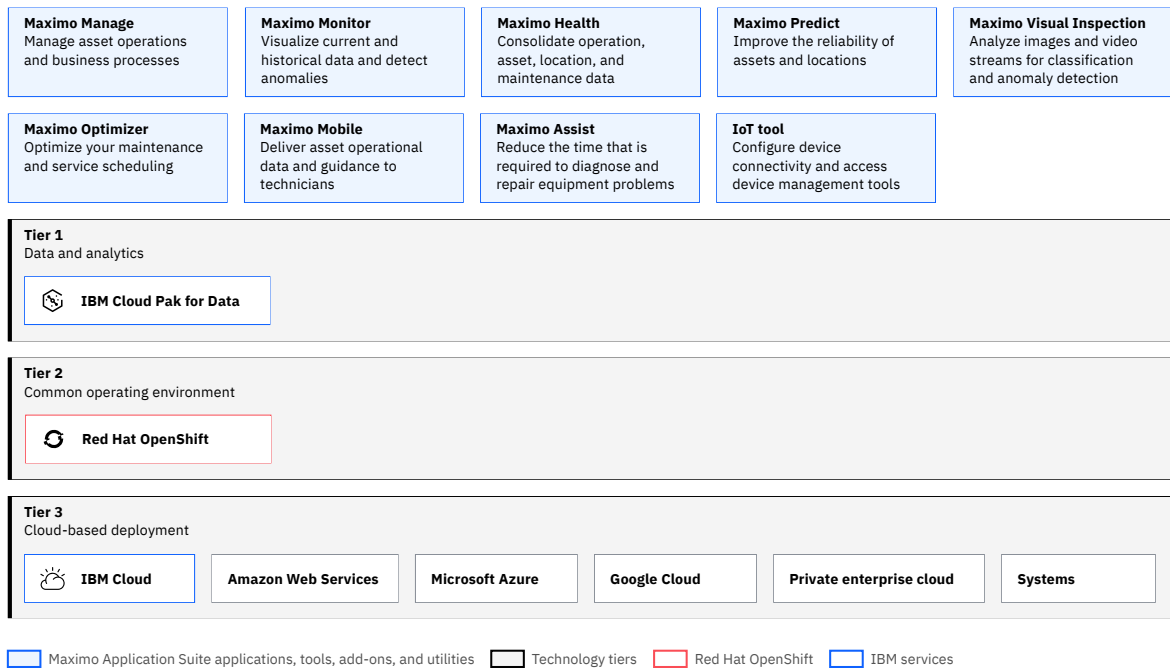 Maximo Manage
Manage asset operations
and business processes
Maximo Monitor
Visualize current and
historical data and detect
anomalies
Maximo Health
Consolidate operation,
asset, location, and
maintenance data
Maximo Predict
Improve the reliability of
assets and locations
Maximo Visual Inspection
Analyze images and video
streams for classification
and anomaly detection
Maximo Optimizer
Optimize your maintenance
and service scheduling
Maximo Mobile
Deliver asset operational
data and guidance to
technicians
Maximo Assist
Reduce the time that is
required to diagnose and
repair equipment problems
IoT tool
Configure device
connectivity and access
device management tools
Tier 1
Data and analytics
IBM Cloud Pak for Data
Tier 2
Common operating environment
Red Hat OpenShift
Tier 3
Cloud-based deployment
IBM Cloud
Amazon Web Services
Microsoft Azure
Google Cloud
Private enterprise cloud
Systems
Maximo Application Suite applications, tools, add-ons, and utilities
Technology tiers
Red Hat OpenShift
IBM services